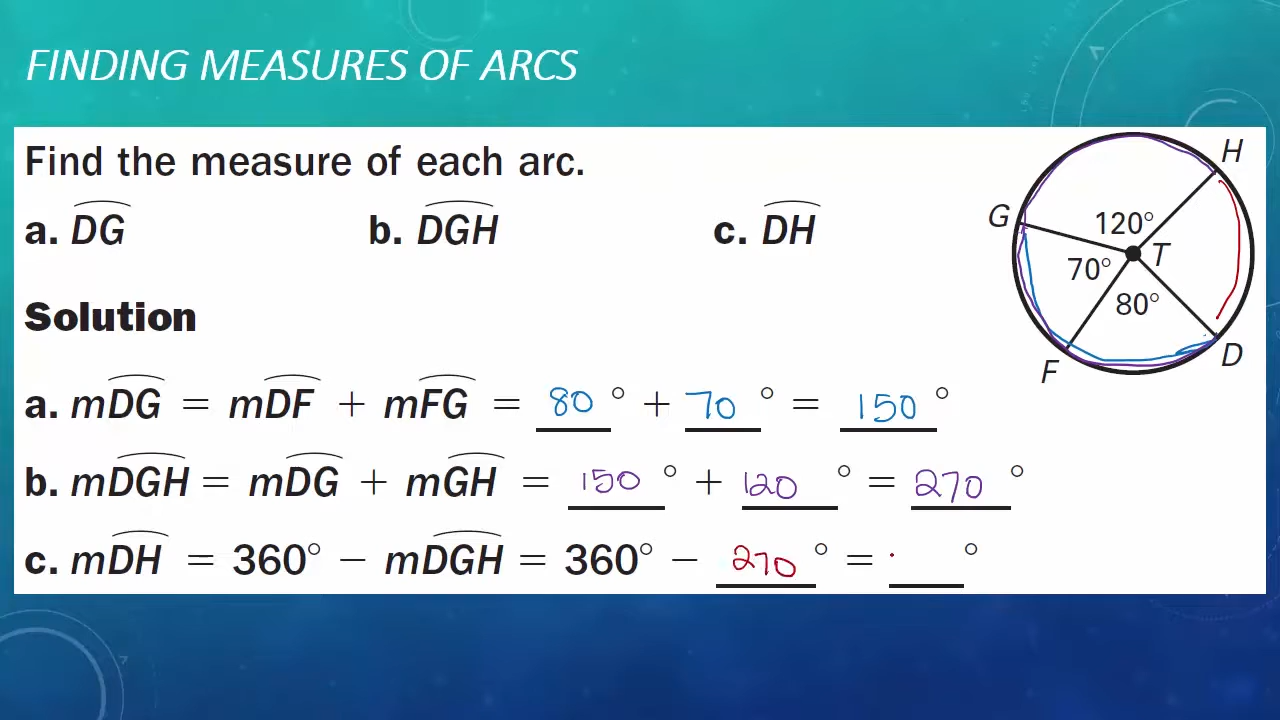 FINDING MEASURES OF ARCS
Find the measure of each arc.
a. DG b. DGH c. DH
Solution
a. mDG = mDF + mFG = 80° + 70° = 150°
b. mDGH = mDG + mGH = 150° + 120° = 270°
c. mDH = 360° − mDGH = 360° − 270° = °
H
G
120°
T
70°
80°
D
F